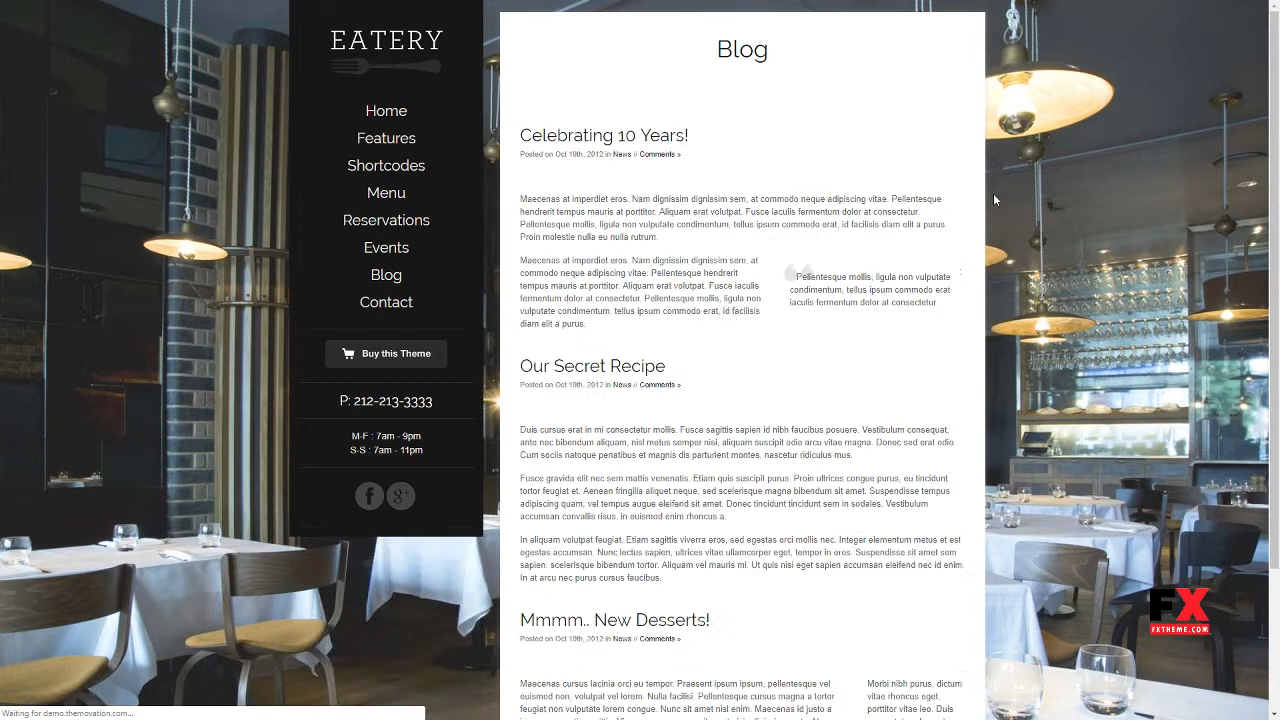 EATERY
Home
Features
Shortcodes
Menu
Reservations
Events
Blog
Contact
Buy this Theme
P: 212-213-3333
M-F : 7am - 9pm
S-S : 7am - 11pm
Blog
Celebrating 10 Years!
Posted on Oct 19th, 2012 in News // Comments »
Maecenas at imperdiet eros. Nam dignissim dignissim sem, at commodo neque adipiscing vitae. Pellentesque
hendrerit tempus mauris at porttitor. Aliquam erat volutpat. Fusce iaculis fermentum dolor at consectetur.
Pellentesque mollis, ligula non vulputate condimentum, tellus ipsum commodo erat, id facilisis diam elit a purus.
Proin molestie nulla eu nulla rutrum.
Maecenas at imperdiet eros. Nam dignissim dignissim sem, at
commodo neque adipiscing vitae. Pellentesque hendrerit
tempus mauris at porttitor. Aliquam erat volutpat. Fusce iaculis
fermentum dolor at consectetur. Pellentesque mollis, ligula non
vulputate condimentum, tellus ipsum commodo erat, id facilisis
diam elit a purus.
Pellentesque mollis, ligula non vulputate
condimentum, tellus ipsum commodo erat
iaculis fermentum dolor at consectetur
Our Secret Recipe
Posted on Oct 19th, 2012 in News // Comments »
Duis cursus erat in mi consectetur mollis. Fusce sagittis sapien id nibh faucibus posuere. Vestibulum consequat,
ante nec bibendum aliquam, nisl metus semper nisi, aliquam suscipit odio arcu vitae magna. Donec sed erat odio.
Cum sociis natoque penatibus et magnis dis parturient montes, nascetur ridiculus mus.
Fusce gravida elit nec sem mattis venenatis. Etiam quis suscipit purus. Proin ultrices congue purus, eu tincidunt
tortor feugiat et. Aenean fringilla aliquet neque, sed scelerisque magna bibendum sit amet. Suspendisse tempus
adipiscing quam, vel tempus augue eleifend sit amet. Donec tincidunt tincidunt sem in sodales. Vestibulum
accumsan convallis risus, in euismod enim rhoncus a.
In aliquam volutpat feugiat. Etiam sagittis viverra eros, sed egestas orci mollis nec. Integer elementum metus et est
egestas accumsan. Nunc lectus sapien, ultrices vitae ullamcorper eget, tempor in eros. Suspendisse sit amet sem
sapien, scelerisque bibendum tortor. Aliquam vel mauris mi. Ut quis nisi eget sapien accumsan eleifend nec id enim.
In at arcu nec purus cursus faucibus.
Mmmm.. New Desserts!
Posted on Oct 19th, 2012 in News // Comments »
Maecenas cursus lacinia orci eu tempor. Praesent ipsum ipsum, pellentesque vel
euismod non, volutpat vel lorem. Nulla facilisi. Pellentesque cursus magna a tortor
feugiat non volutpat nunc cursus. Nunc sit amet nisl enim. Maecenas id justo a
Morbi nibh purus, dictum
vitae rhoncus eget,
porttitor vitae leo. Duis
FX
FXTHEME.COM
Waiting for demo.themovation.com...